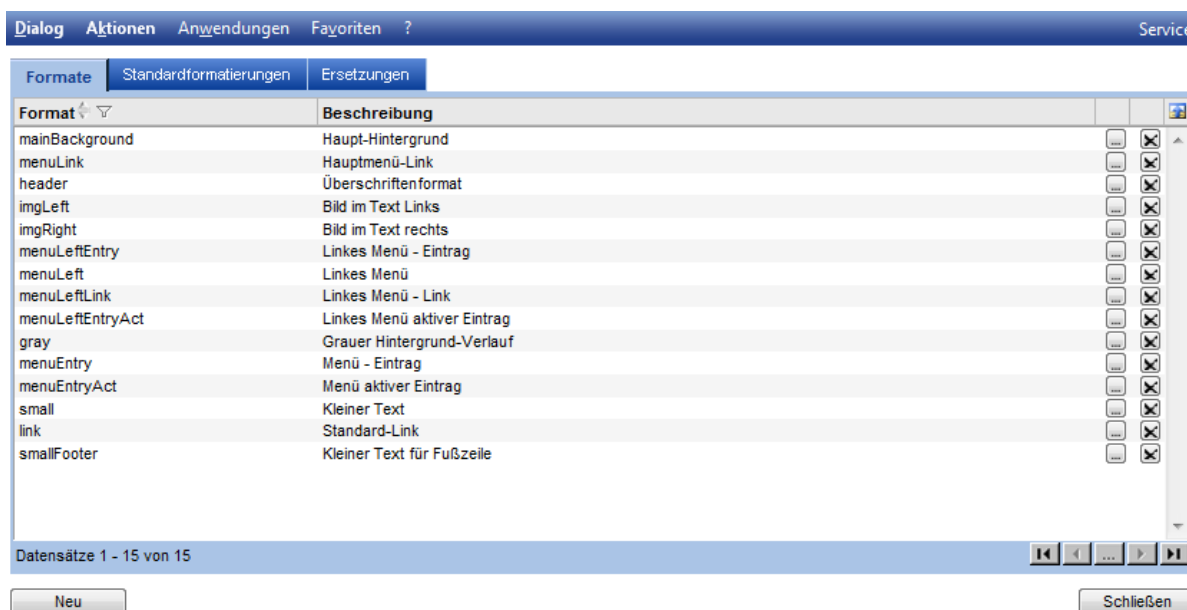 Dialog Aktionen Anwendungen Favoriten ? Service
Formate Standardformatierungen Ersetzungen
Format Beschreibung
mainBackground Haupt-Hintergrund
menuLink Hauptmenü-Link
header Überschriftenformat
imgLeft Bild im Text Links
imgRight Bild im Text rechts
menuLeftEntry Linkes Menü - Eintrag
menuLeft Linkes Menü
menuLeftLink Linkes Menü - Link
menuLeftEntryAct Linkes Menü aktiver Eintrag
gray Grauer Hintergrund-Verlauf
menuEntry Menü - Eintrag
menuEntryAct Menü aktiver Eintrag
small Kleiner Text
link Standard-Link
smallFooter Kleiner Text für Fußzeile
Datensätze 1 - 15 von 15 ...
Neu Schließen